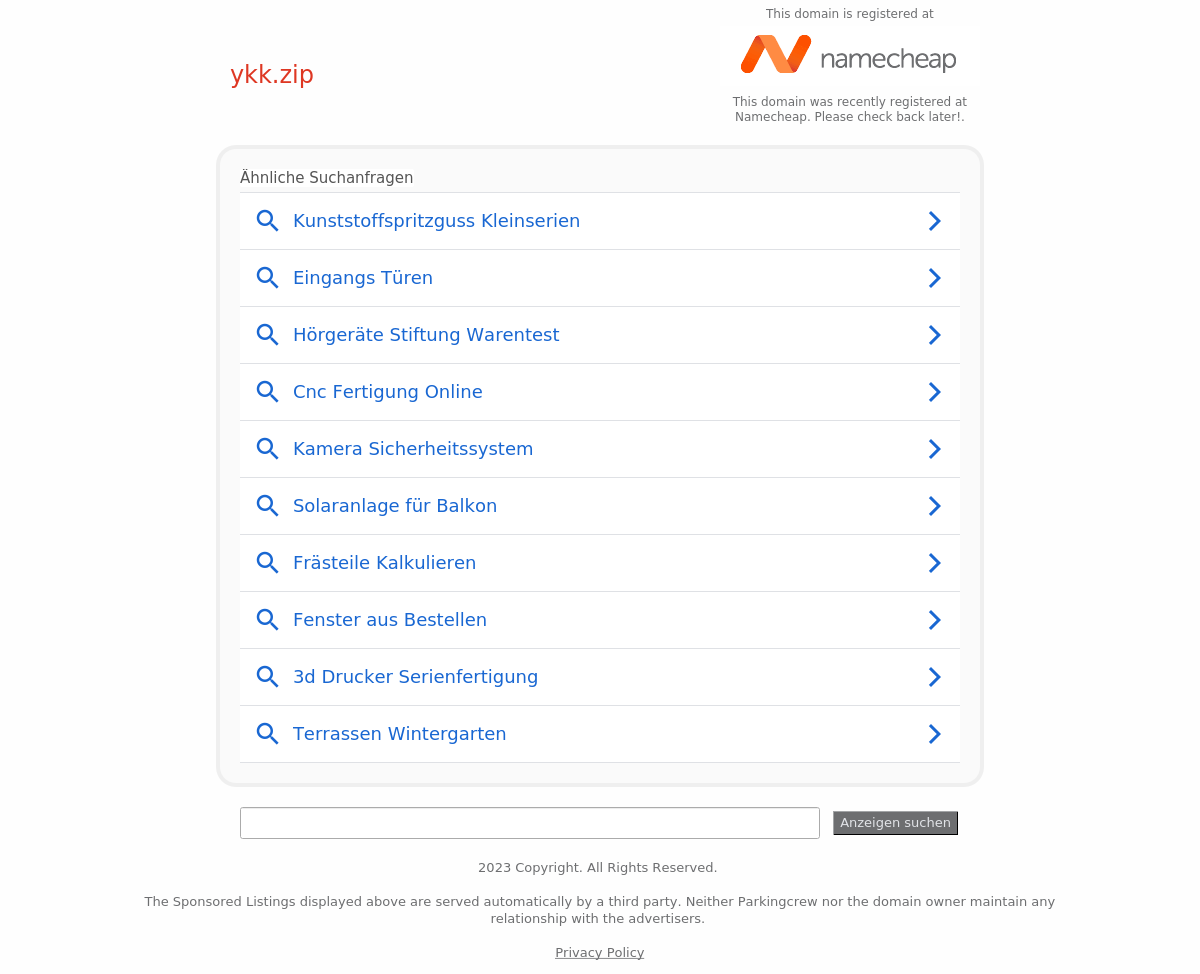 This domain is registered at
namecheap
ykk.zip
This domain was recently registered at
Namecheap. Please check back later!.
Ähnliche Suchanfragen
Kunststoffspritzguss Kleinserien
Eingangs Türen
Hörgeräte Stiftung Warentest
Cnc Fertigung Online
Kamera Sicherheitssystem
Solaranlage für Balkon
Frästeile Kalkulieren
Fenster aus Bestellen
3d Drucker Serienfertigung
Terrassen Wintergarten
Anzeigen suchen
2023 Copyright. All Rights Reserved.
The Sponsored Listings displayed above are served automatically by a third party. Neither Parkingcrew nor the domain owner maintain any
relationship with the advertisers.
Privacy Policy